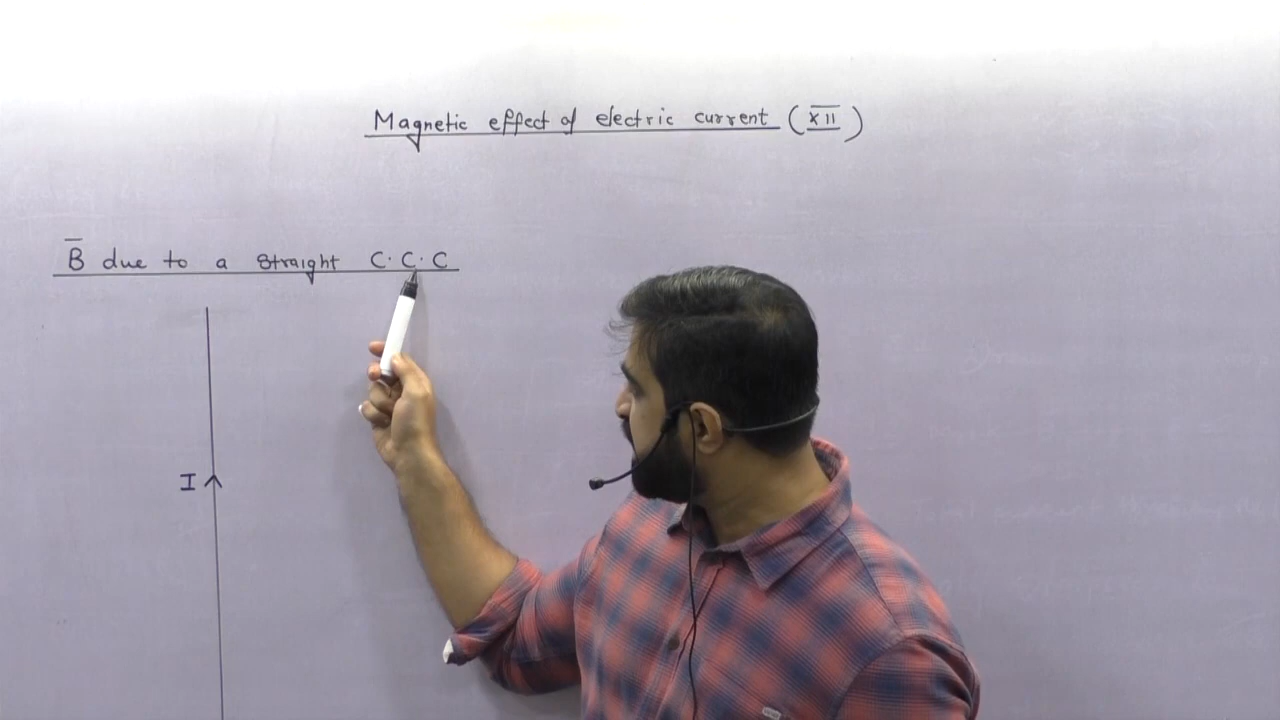 Magnetic effect of electric current (XII)
B̅ due to a straight C.C.C
I